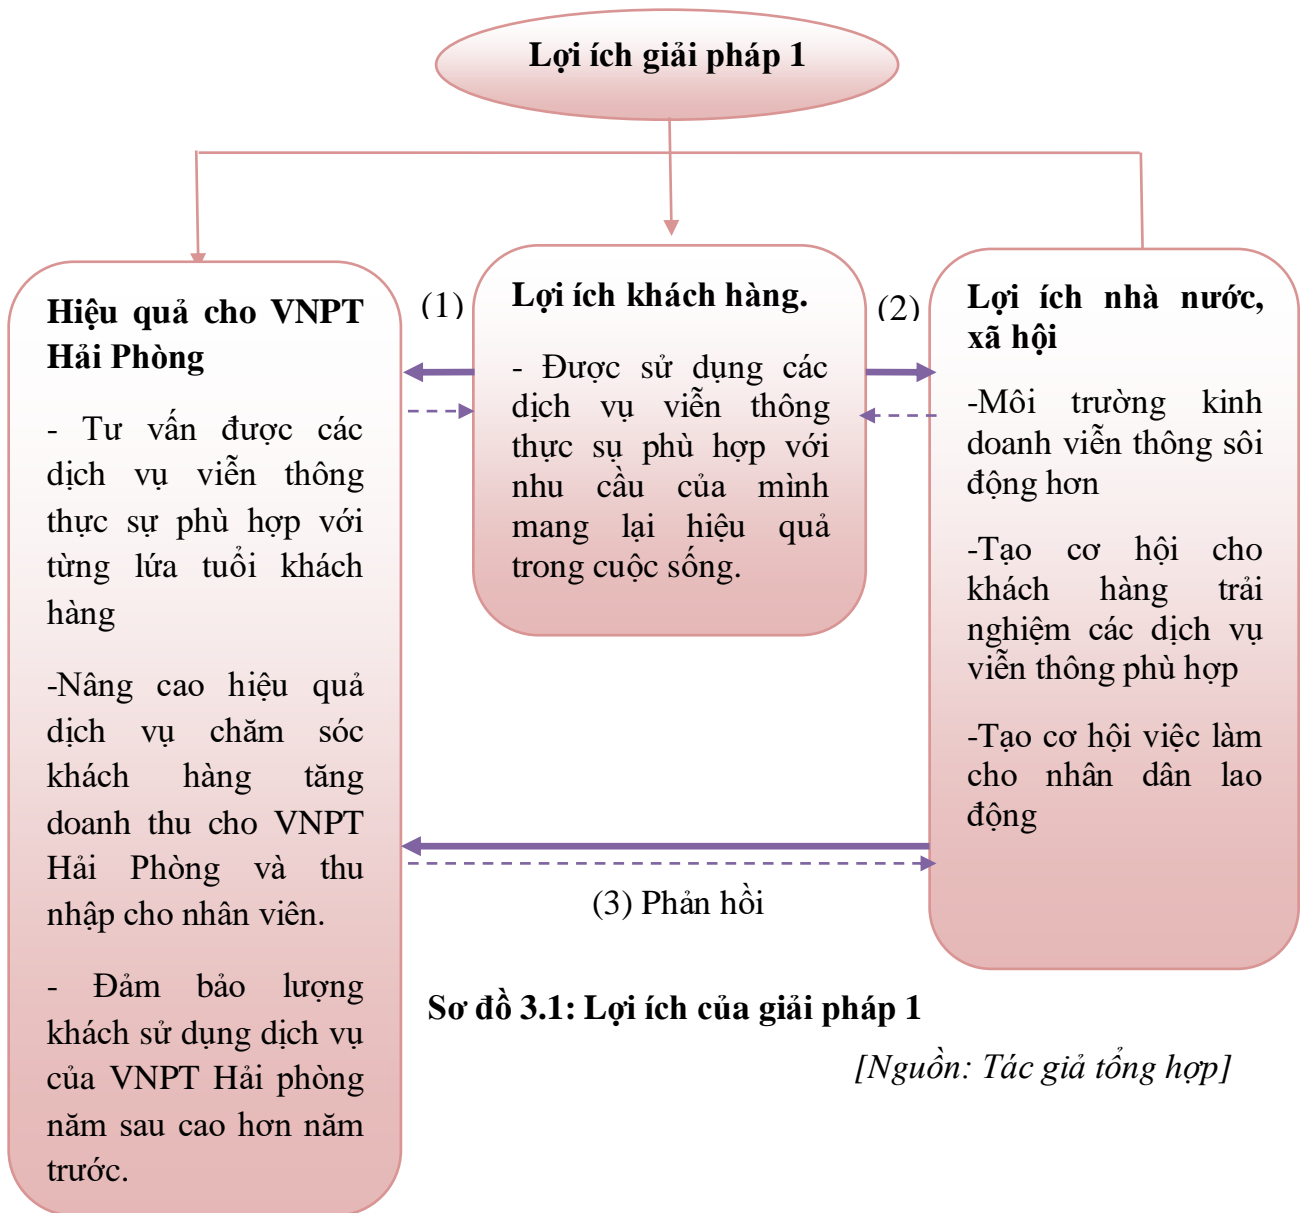 Lợi ích giải pháp 1
Hiệu quả cho VNPT
Hải Phòng
- Tư vấn được các
dịch vụ viễn thông
thực sự phù hợp với
từng lứa tuổi khách
hàng
-Nâng cao hiệu quả
dịch vụ chăm sóc
khách hàng tăng
doanh thu cho VNPT
Hải Phòng và thu
nhập cho nhân viên.
- Đảm bảo lượng
khách sử dụng dịch vụ
của VNPT Hải phòng
năm sau cao hơn năm
trước.
(1)
Lợi ích khách hàng.
- Được sử dụng các
dịch vụ viễn thông
thực sụ phù hợp với
nhu cầu của mình
mang lại hiệu quả
trong cuộc sống.
(2)
Lợi ích nhà nước,
xã hội
-Môi trường kinh
doanh viễn thông sôi
động hơn
-Tạo cơ hội cho
khách hàng trải
nghiệm các dịch vụ
viễn thông phù hợp
-Tạo cơ hội việc làm
cho nhân dân lao
động
(3) Phản hồi
Sơ đồ 3.1: Lợi ích của giải pháp 1
[Nguồn: Tác giả tổng hợp]